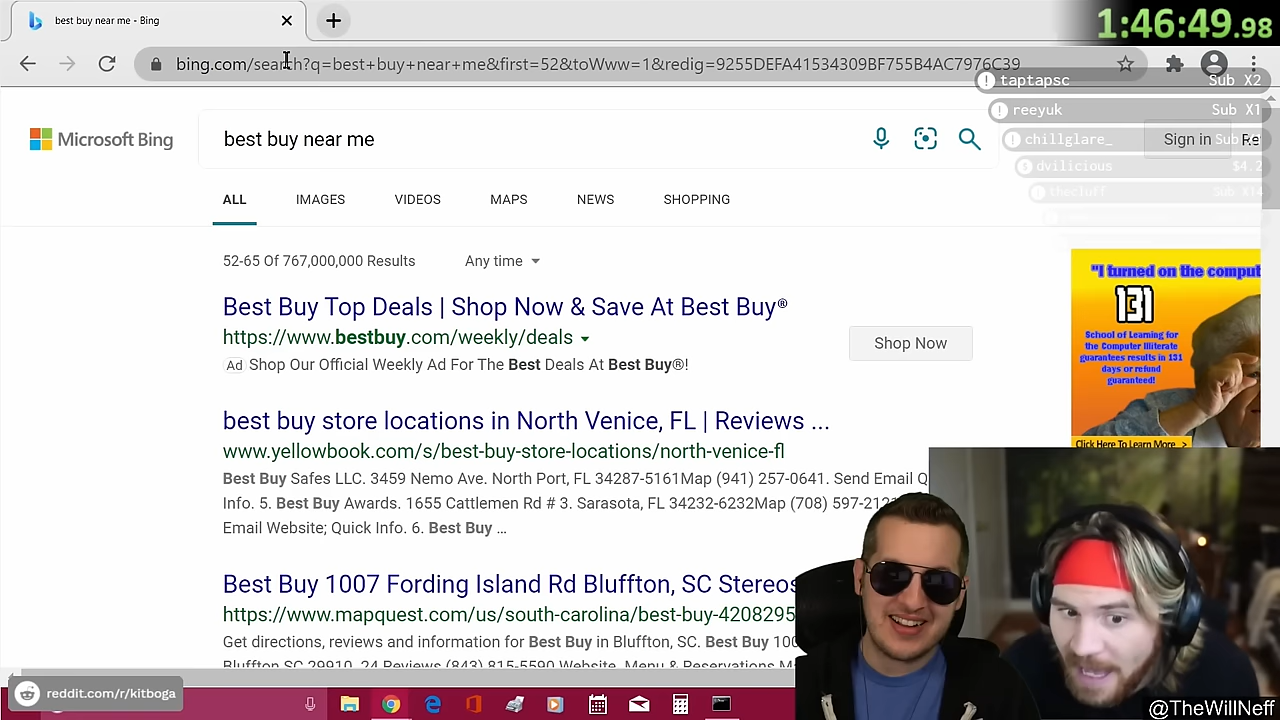 best buy near me - Bing
1:46:49.98
bing.com/search?q=best+buy+near+me&first=52&toWww=1&redig=9255DEFA41534309BF755B4AC7976C39
taptapsc Sub X2
reeyuk Sub X1
Microsoft Bing
best buy near me
chillglare_ Sub
Sign in
Re
dvilicious $4.2
thecluff Sub X14
ALL IMAGES VIDEOS MAPS NEWS SHOPPING
52-65 Of 767,000,000 Results Any time
Best Buy Top Deals | Shop Now & Save At Best Buy®
https://www.bestbuy.com/weekly/deals
Shop Now
Ad Shop Our Official Weekly Ad For The Best Deals At Best Buy®!
"I turned on the comput
131
School of Learning for
the Computer Illiterate
guarantees results in 131
days or refund
guaranteed!
Click Here To Learn More >
best buy store locations in North Venice, FL | Reviews ...
www.yellowbook.com/s/best-buy-store-locations/north-venice-fl
Best Buy Safes LLC. 3459 Nemo Ave. North Port, FL 34287-5161Map (941) 257-0641. Send Email Q
Info. 5. Best Buy Awards. 1655 Cattlemen Rd # 3. Sarasota, FL 34232-6232Map (708) 597-212
Email Website; Quick Info. 6. Best Buy ...
Best Buy 1007 Fording Island Rd Bluffton, SC Stereos
https://www.mapquest.com/us/south-carolina/best-buy-4208295
Get directions, reviews and information for Best Buy in Bluffton, SC. Best Buy 100
Bluffton SC 29910. 24 Reviews (843) 815-5590 Website. Menu & Reservations M
reddit.com/r/kitboga
@TheWillNeff